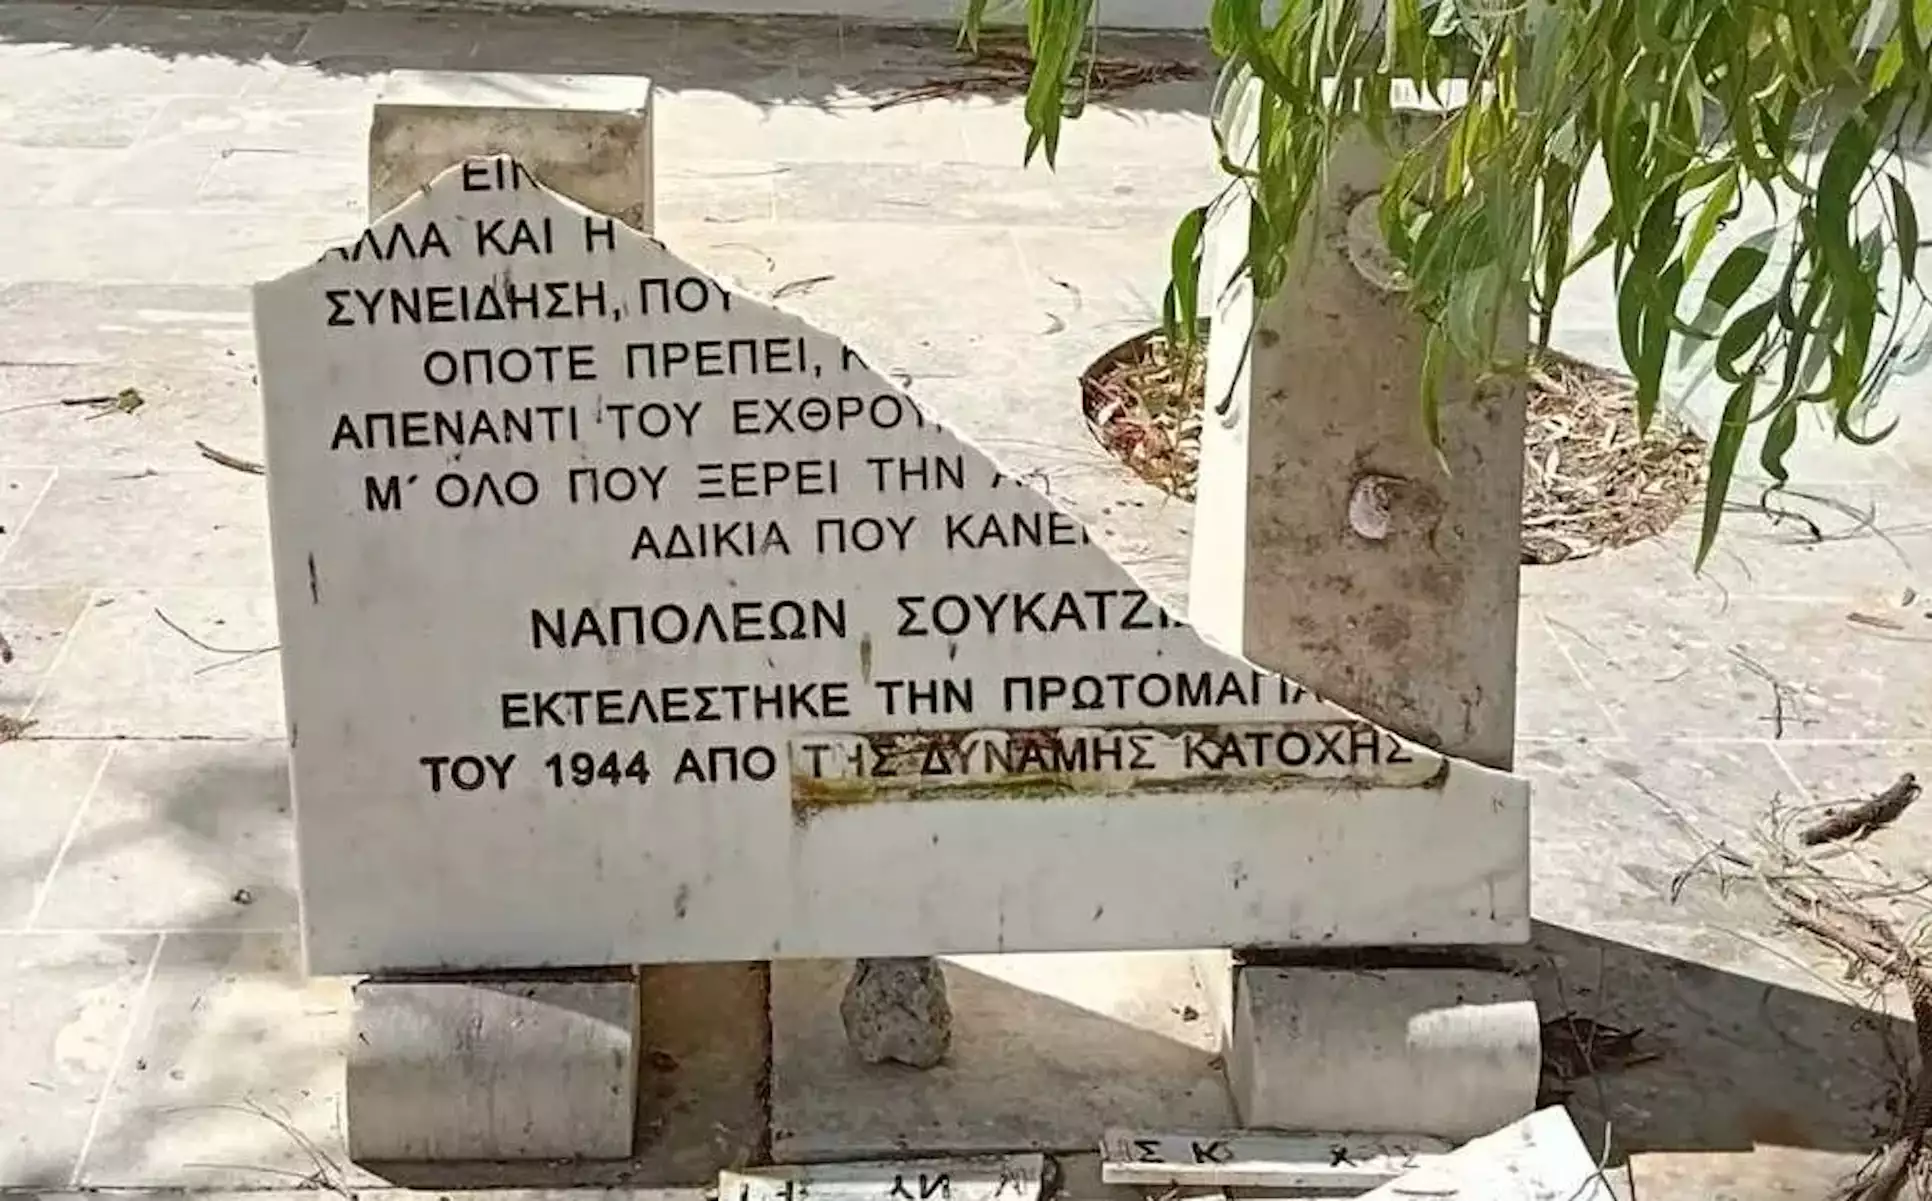 ΑΛΛΑ ΚΑΙ Η
ΣΥΝΕΙΔΗΣΗ, ΠΟΥ
ΟΠΟΤΕ ΠΡΕΠΕΙ,
ΑΠΕΝΑΝΤΙ ΤΟΥ ΕΧΘΡΟΥ
Μ΄ ΟΛΟ ΠΟΥ ΞΕΡΕΙ ΤΗΝ
ΑΔΙΚΙΑ ΠΟΥ ΚΑΝΕΙ
ΝΑΠΟΛΕΩΝ ΣΟΥΚΑΤΖΙ
ΕΚΤΕΛΕΣΤΗΚΕ ΤΗΝ ΠΡΩΤΟΜΑΓΙΑ
ΤΟΥ 1944 ΑΠΟ ΤΗΣ ΔΥΝΑΜΗΣ ΚΑΤΟΧΗΣ